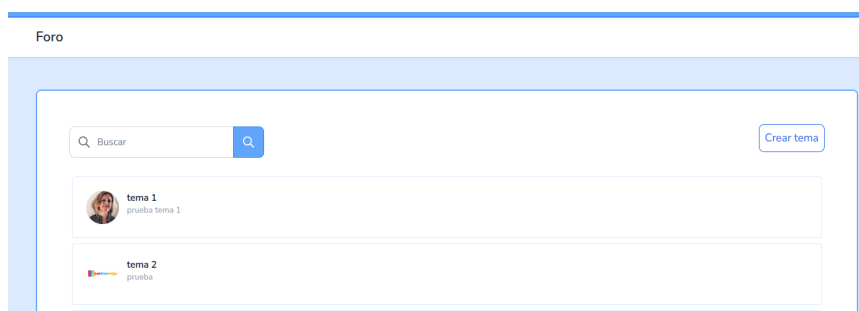 Foro
Buscar
Crear tema
tema 1
prueba tema 1
tema 2
prueba